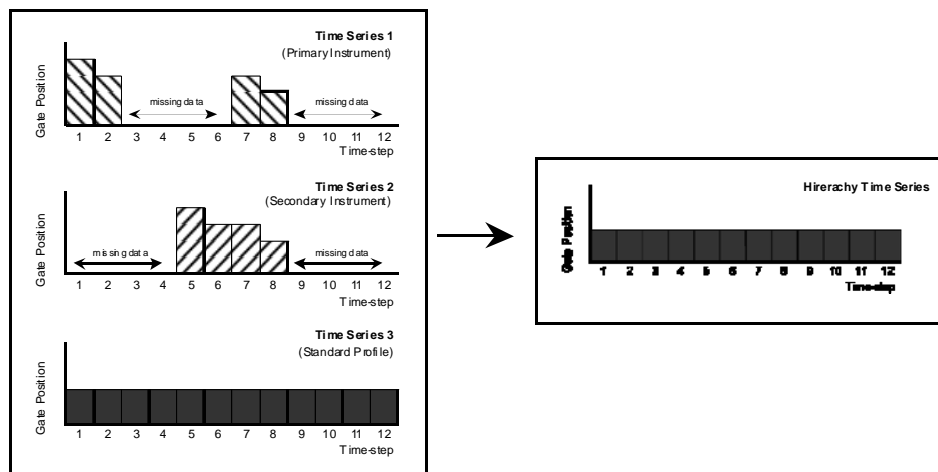 Time Series 1
(Primary Instrument)
Gate Position
missing data
missing data
1 2 3 4 5 6 7 8 9 10 11 12
Time-step
Time Series 2
(Secondary Instrument)
Gate Position
missing data
missing data
1 2 3 4 5 6 7 8 9 10 11 12
Time-step
Time Series 3
(Standard Profile)
Gate Position
1 2 3 4 5 6 7 8 9 10 11 12
Time-step
Hirerachy Time Series
Gate Position
1 2 3 4 5 6 7 8 9 10 11 12
Time-step